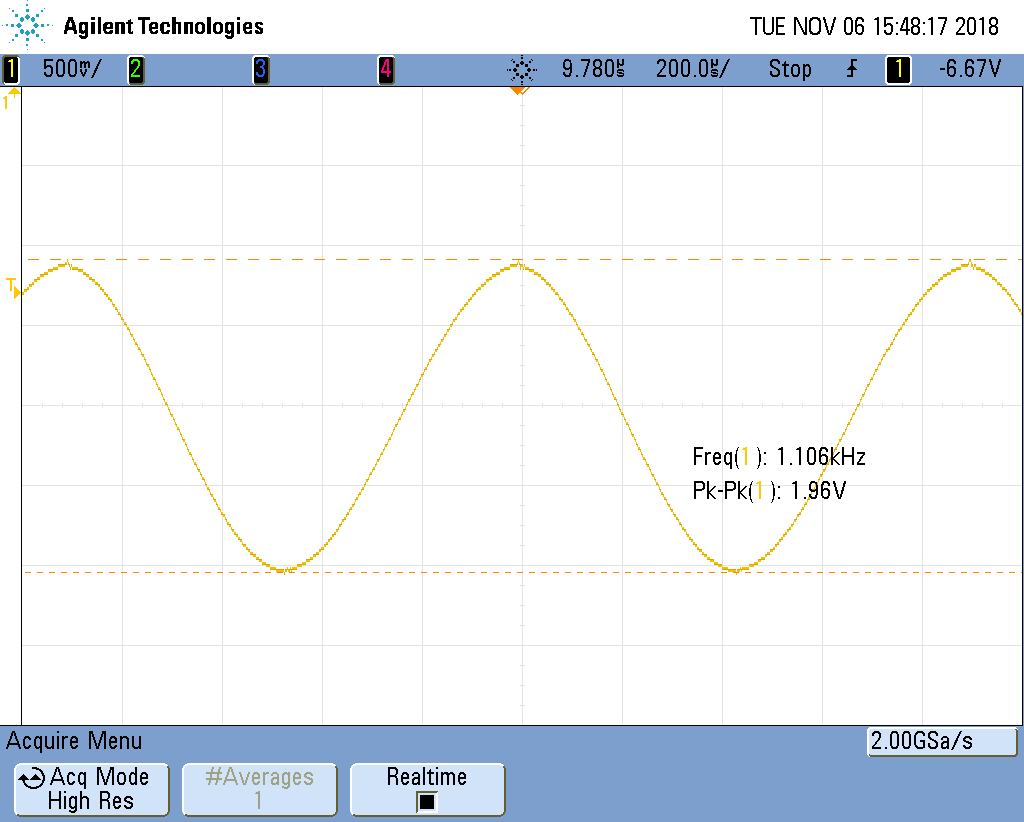 Agilent Technologies TUE NOV 06 15:48:17 2018
1 500mV/ 2 3 4 9.780µs 200.0µs/ Stop 1 -6.67V
1
T
Freq(1): 1.106kHz
Pk-Pk(1): 1.96V
Acquire Menu 2.00GSa/s
Acq Mode #Averages Realtime
High Res 1